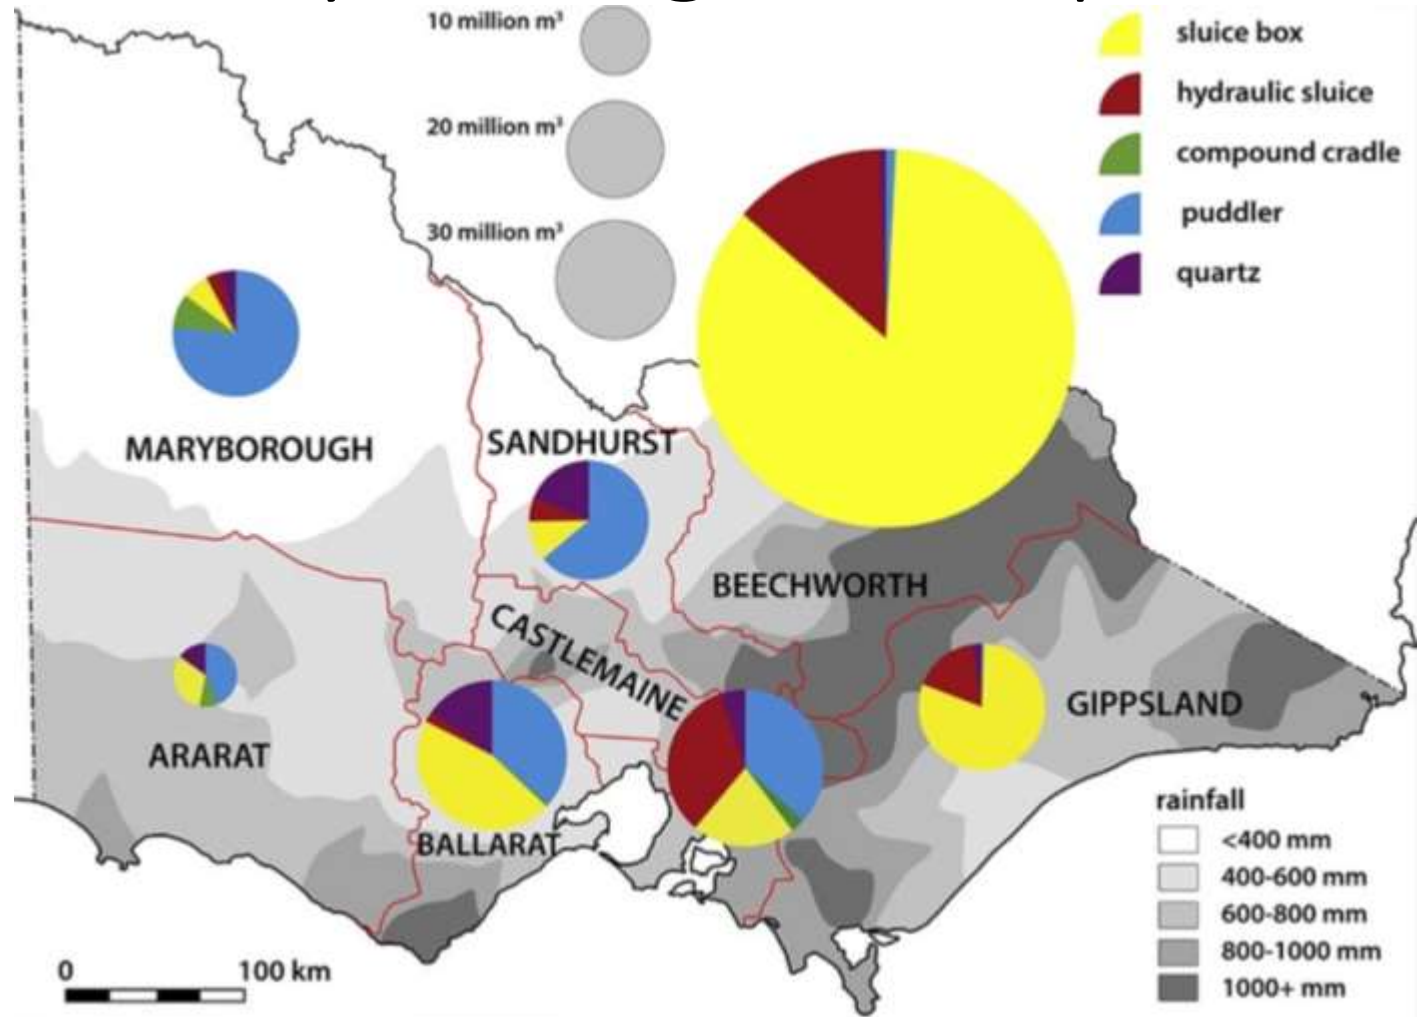 10 million m³
20 million m³
30 million m³
sluice box
hydraulic sluice
compound cradle
puddler
quartz
MARYBOROUGH
SANDHURST
BEECHWORTH
CASTLEMAINE
GIPPSLAND
ARARAT
BALLARAT
rainfall
<400 mm
400-600 mm
600-800 mm
800-1000 mm
1000+ mm
0 100 km